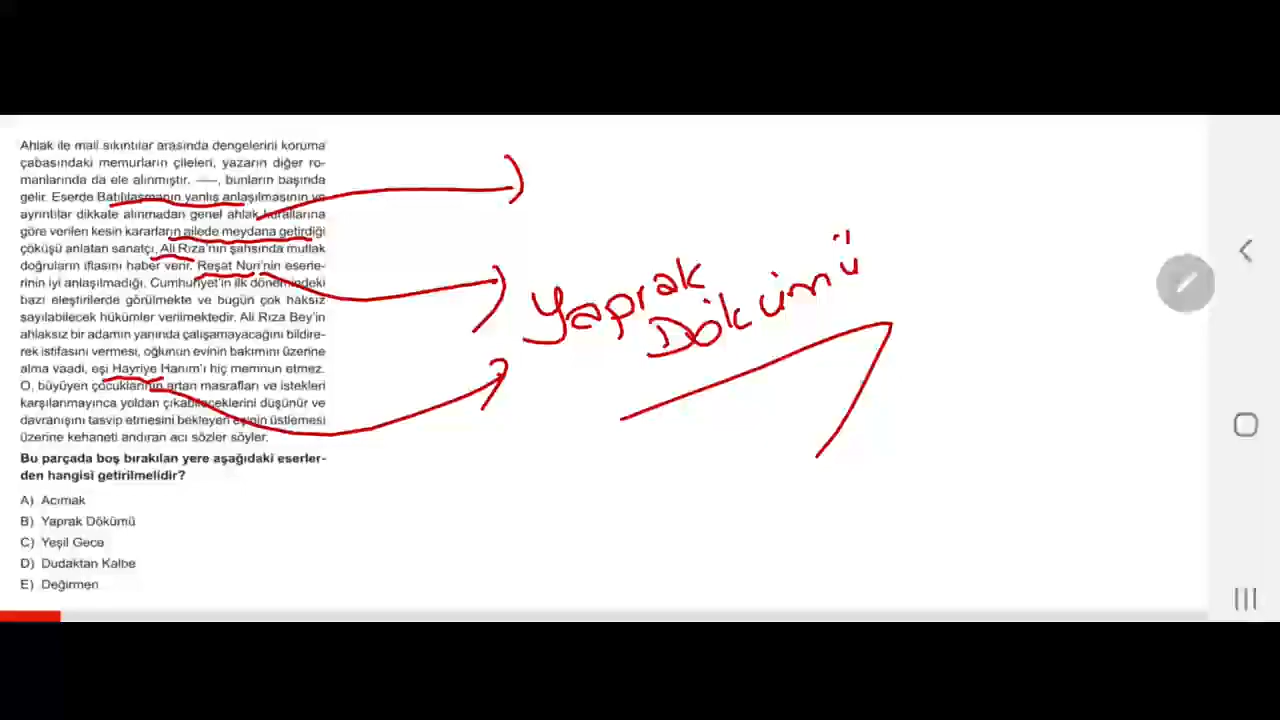 Ahlak ile mali sıkıntılar arasında dengelerini koruma
çabasındaki memurların çileleri, yazarın diğer ro-
manlarında da ele alınmıştır. ----, bunların başında
gelir. Eserde Batılılaşmanın yanlış anlaşılmasının ve
ayrıntılar dikkate alınmadan genel ahlak kurallarına
göre verilen kesin kararların ailede meydana getirdiği
çöküşü anlatan sanatçı, Ali Rıza'nın şahsında mutlak
doğruların iflasını haber verir. Reşat Nuri'nin eserle-
rinin iyi anlaşılmadığı, Cumhuriyet'in ilk dönemindeki
bazı eleştirilerde görülmekte ve bugün çok haksız
sayılabilecek hükümler verilmektedir. Ali Rıza Bey'in
ahlaksız bir adamın yanında çalışamayacağını bildire-
rek istifasını vermesi, oğlunun evinin bakımını üzerine
alma vaadi, eşi Hayriye Hanım'ı hiç memnun etmez.
O, büyüyen çocuklarının artan masrafları ve istekleri
karşılanmayınca yoldan çıkabileceklerini düşünür ve
davranışını tasvip etmesini bekleyen eşinin üstlemesi
üzerine kehaneti andıran acı sözler söyler.
Bu parçada boş bırakılan yere aşağıdaki eserler-
den hangisi getirilmelidir?
A) Acımak
B) Yaprak Dökümü
C) Yeşil Gece
D) Dudaktan Kalbe
E) Değirmen
Yaprak
Dökümü